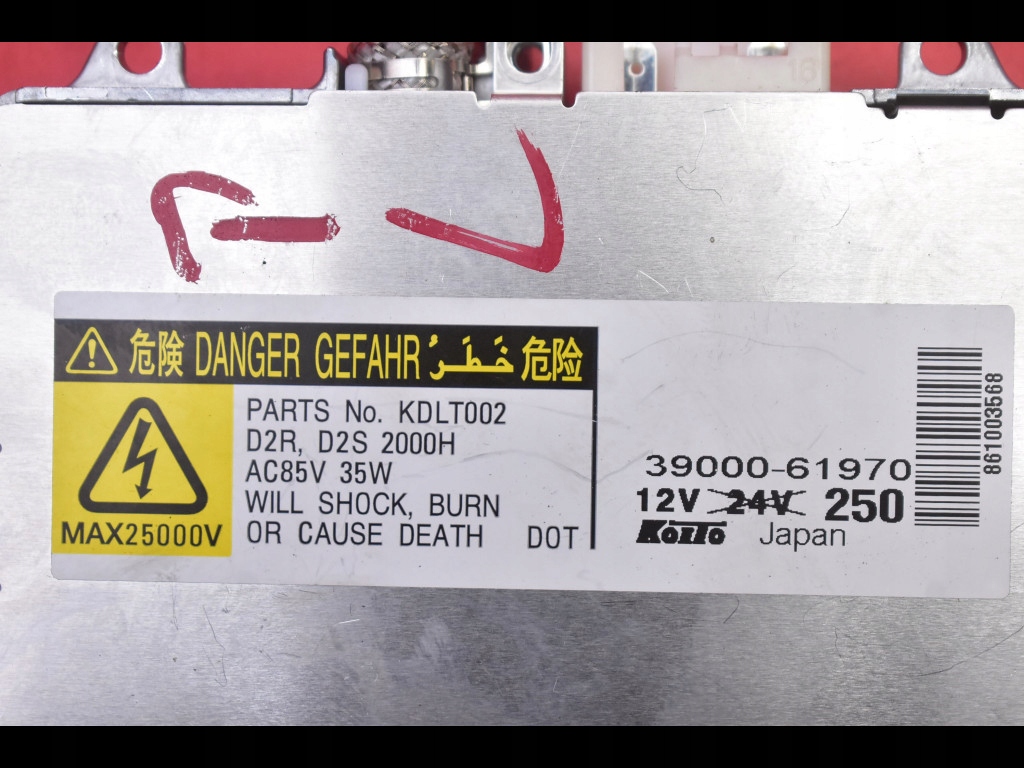 危険 DANGER GEFAHR خَطَر 危险
PARTS No. KDLT002
D2R, D2S 2000H
AC85V 35W
WILL SHOCK, BURN
OR CAUSE DEATH DOT
MAX25000V
39000-61970
12V 24V 250
KOITO Japan
861003568